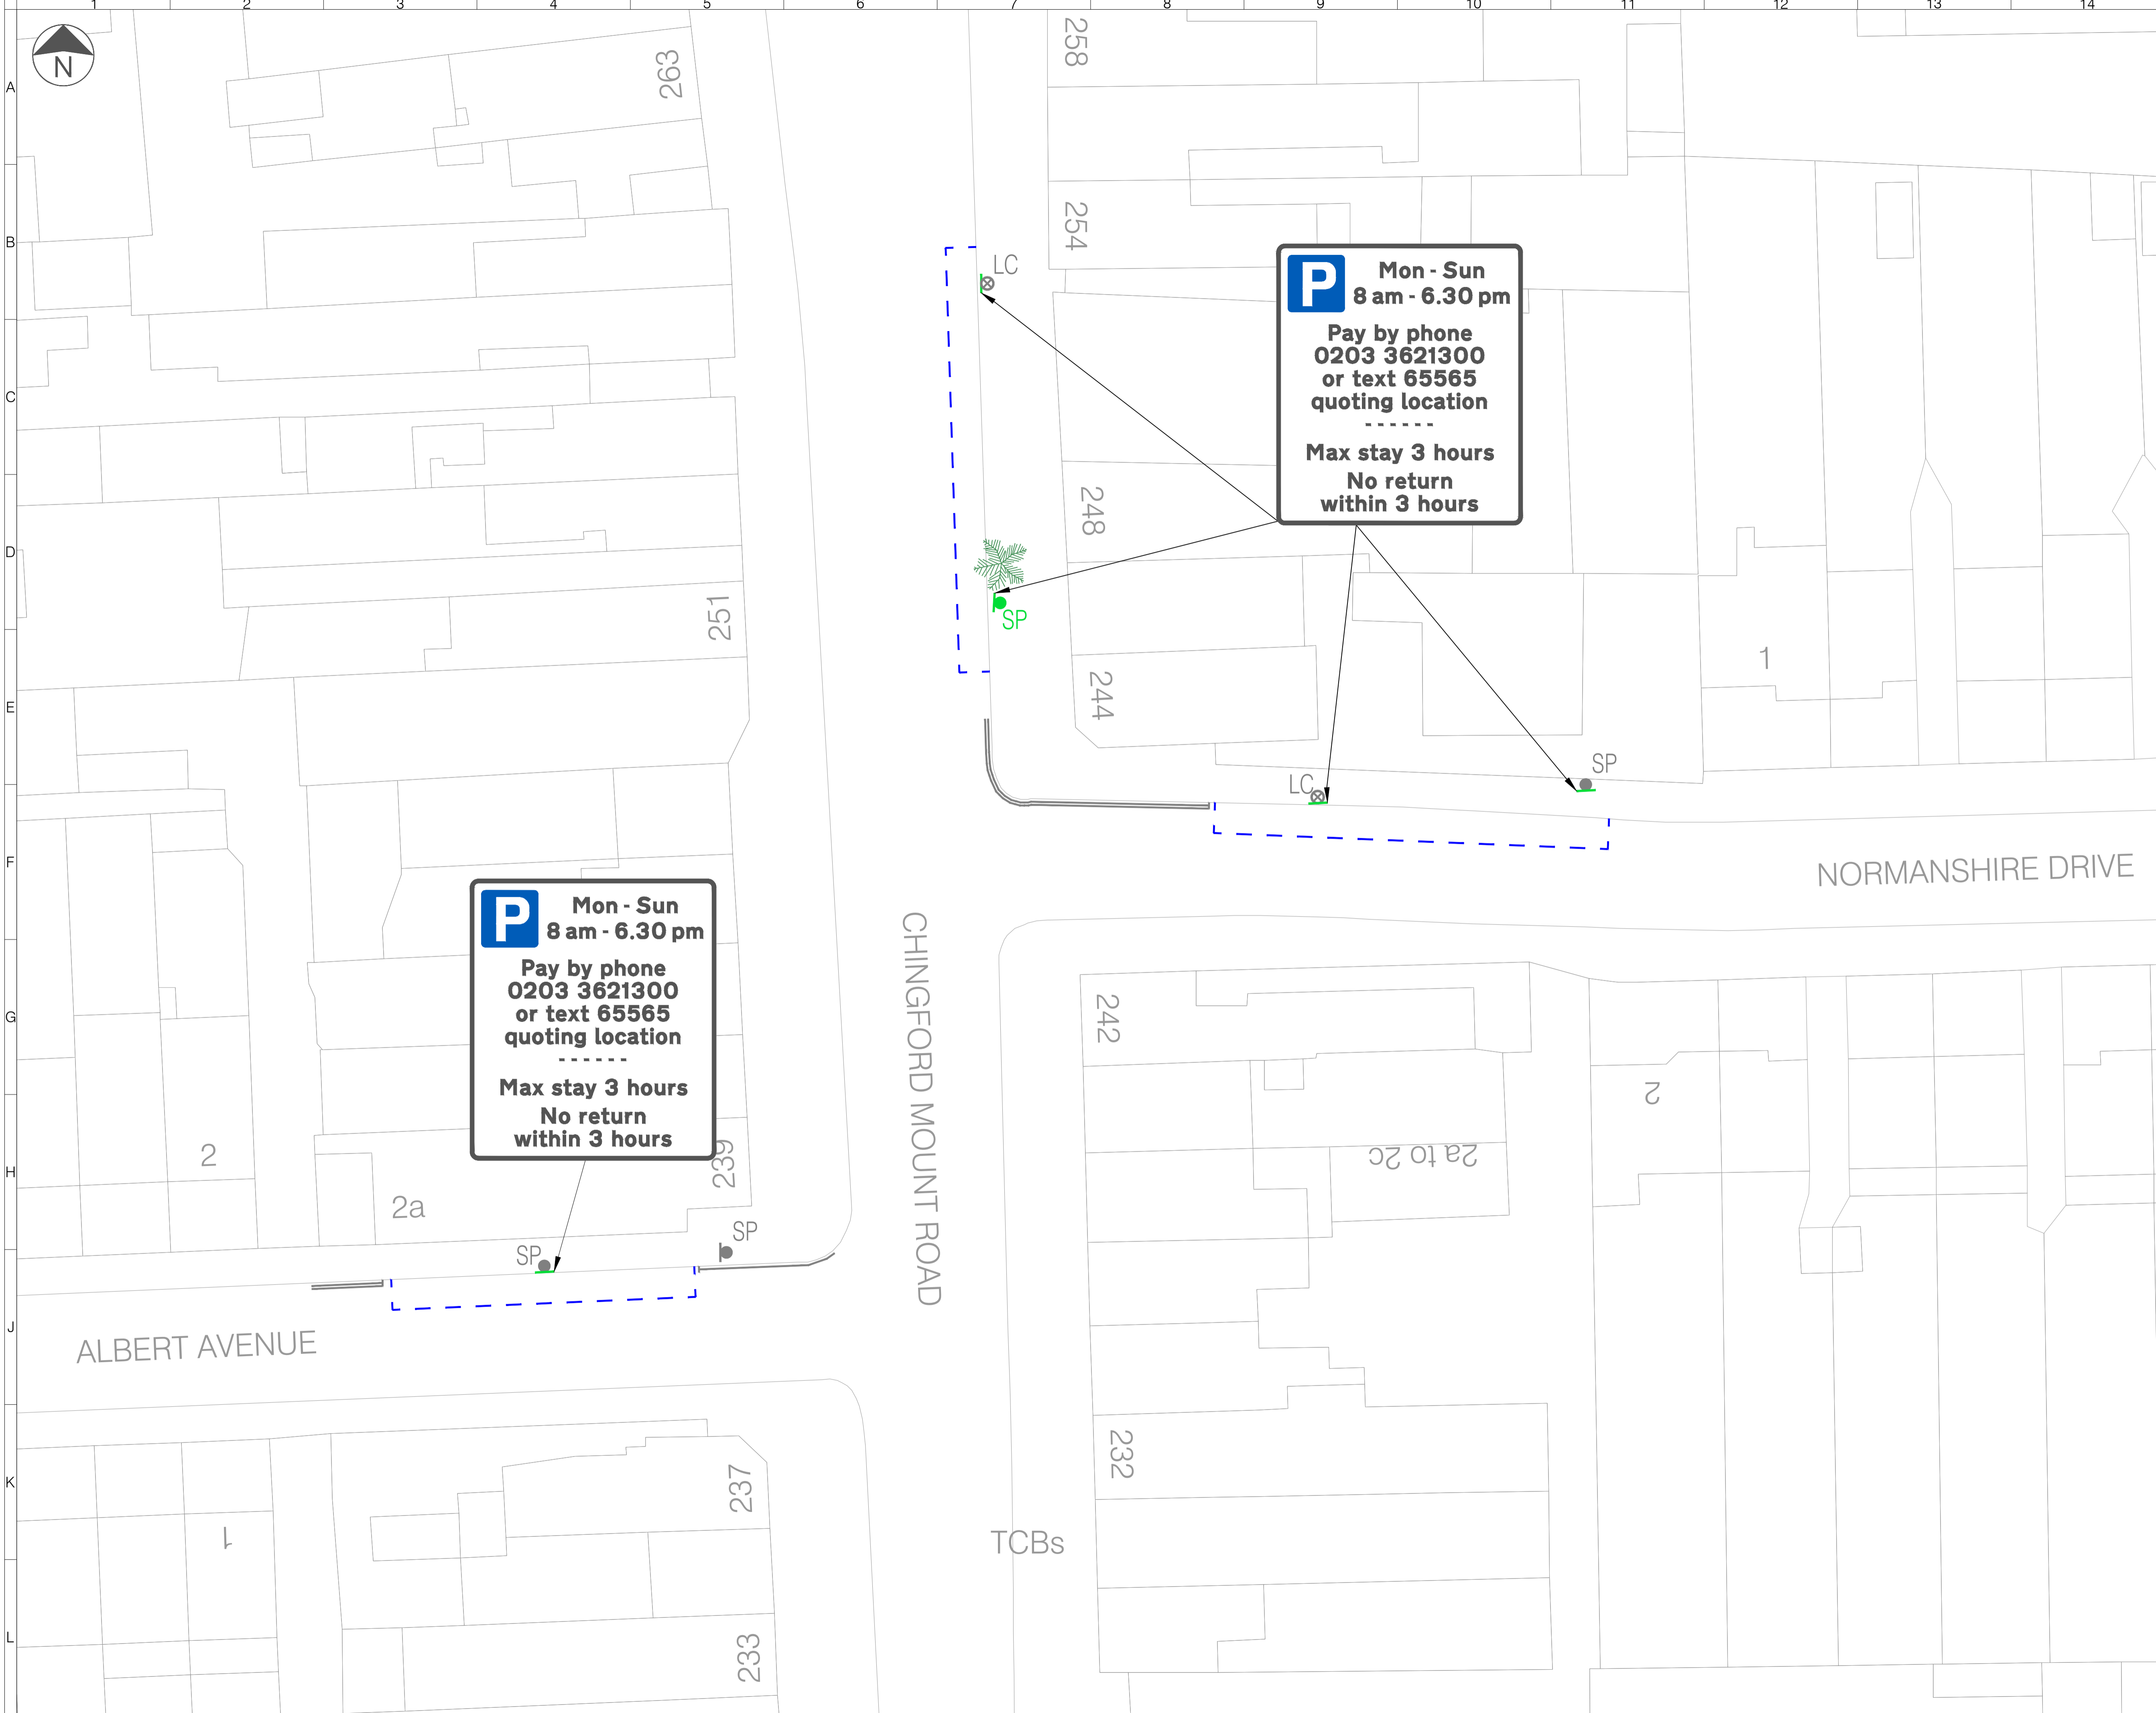 1 2 3 4 5 6 7 8 9 10 11 12 13 14
A
B
C
D
E
F
G
H
J
K
L
N
263
258
254
LC
P Mon - Sun
8 am - 6.30 pm
Pay by phone
0203 3621300
or text 65565
quoting location
- - - - - -
Max stay 3 hours
No return
within 3 hours
248
251
SP
1
244
LC
SP
NORMANSHIRE DRIVE
P Mon - Sun
8 am - 6.30 pm
Pay by phone
0203 3621300
or text 65565
quoting location
- - - - - -
Max stay 3 hours
No return
within 3 hours
CHINGFORD MOUNT ROAD
242
2
2a to 2c
2
239
2a
SP
SP
ALBERT AVENUE
232
237
1
TCBs
233